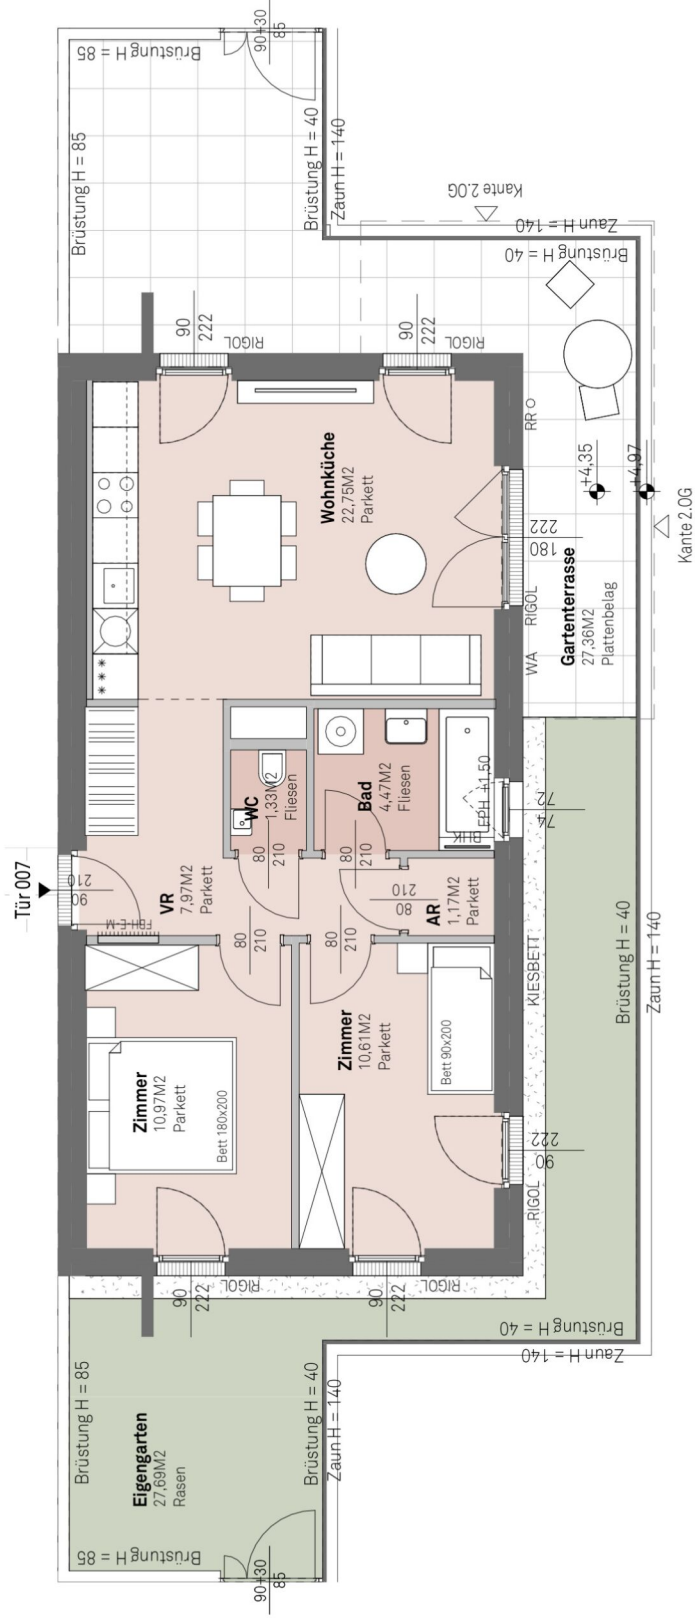 90+30
85
Brüstung H = 85
Brüstung H = 85
Brüstung H = 40
Zaun H = 140
Kante 2.OG
Zaun H = 140
Brüstung H = 40
90
222
RIGOL
90
222
RIGOL
Wohnküche
22,75M2
Parkett
RR
+4,35
+4,97
Kante 2.OG
180
222
RIGOL
WA
Gartenterrasse
27,36M2
Plattenbelag
WC
1,33M2
Fliesen
Bad
4,47M2
Fliesen
FPH +1,50
BHK
74
72
Tür 007
90
210
FBH-E-M
VR
7,97M2
Parkett
80
210
80
210
80
210
80
210
80
210
AR
1,17M2
Parkett
KIESBETT
Brüstung H = 40
Zaun H = 140
Zimmer
10,97M2
Parkett
Bett 180x200
Zimmer
10,61M2
Parkett
Bett 90x200
90
222
RIGOL
90
222
RIGOL
90
222
RIGOL
Brüstung H = 40
Zaun H = 140
Brüstung H = 85
Brüstung H = 40
Zaun H = 140
Eigengarten
27,69M2
Rasen
Brüstung H = 85
90+30
85